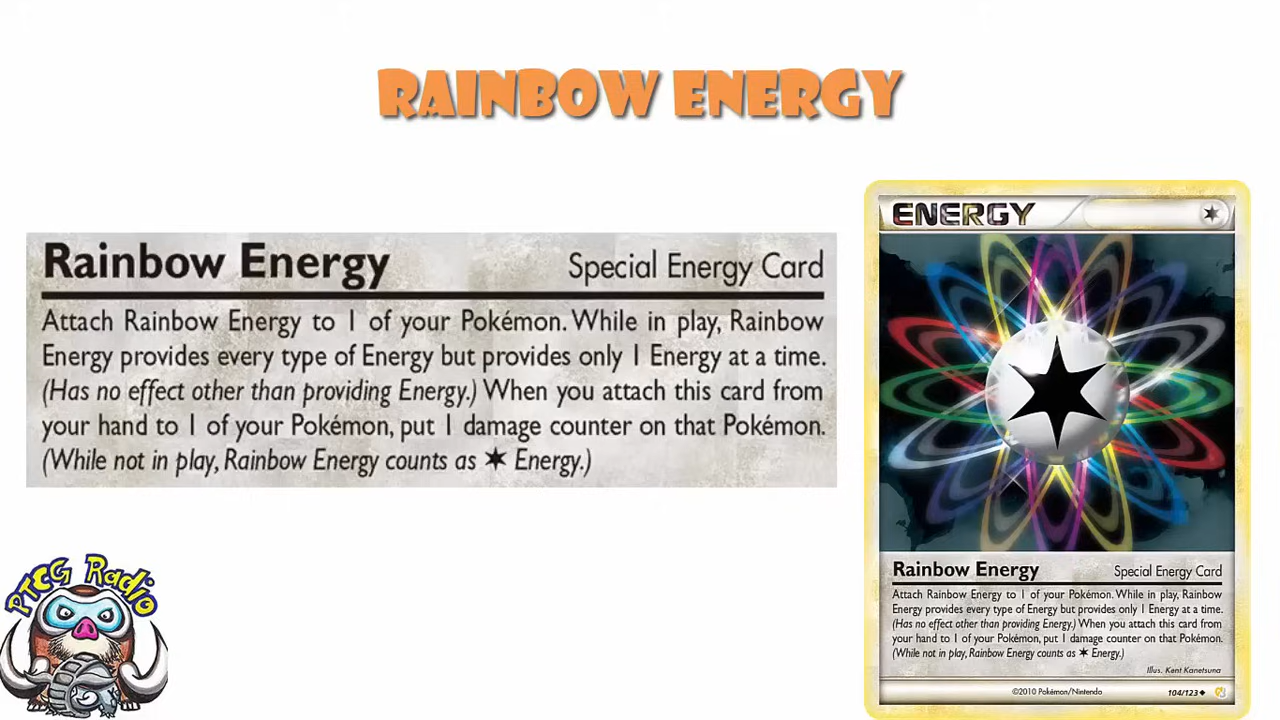 RAINBOW ENERGY
Rainbow Energy Special Energy Card
Attach Rainbow Energy to 1 of your Pokémon. While in play, Rainbow
Energy provides every type of Energy but provides only 1 Energy at a time.
(Has no effect other than providing Energy.) When you attach this card from
your hand to 1 of your Pokémon, put 1 damage counter on that Pokémon.
(While not in play, Rainbow Energy counts as ✶ Energy.)
PTCG Radio
ENERGY
Rainbow Energy Special Energy Card
Attach Rainbow Energy to 1 of your Pokémon. While in play, Rainbow
Energy provides every type of Energy but provides only 1 Energy at a time.
(Has no effect other than providing Energy.) When you attach this card from
your hand to 1 of your Pokémon, put 1 damage counter on that Pokémon.
(While not in play, Rainbow Energy counts as ✶ Energy.)
Illus. Kent Kanetsuna
©2010 Pokémon/Nintendo 104/123 ◆